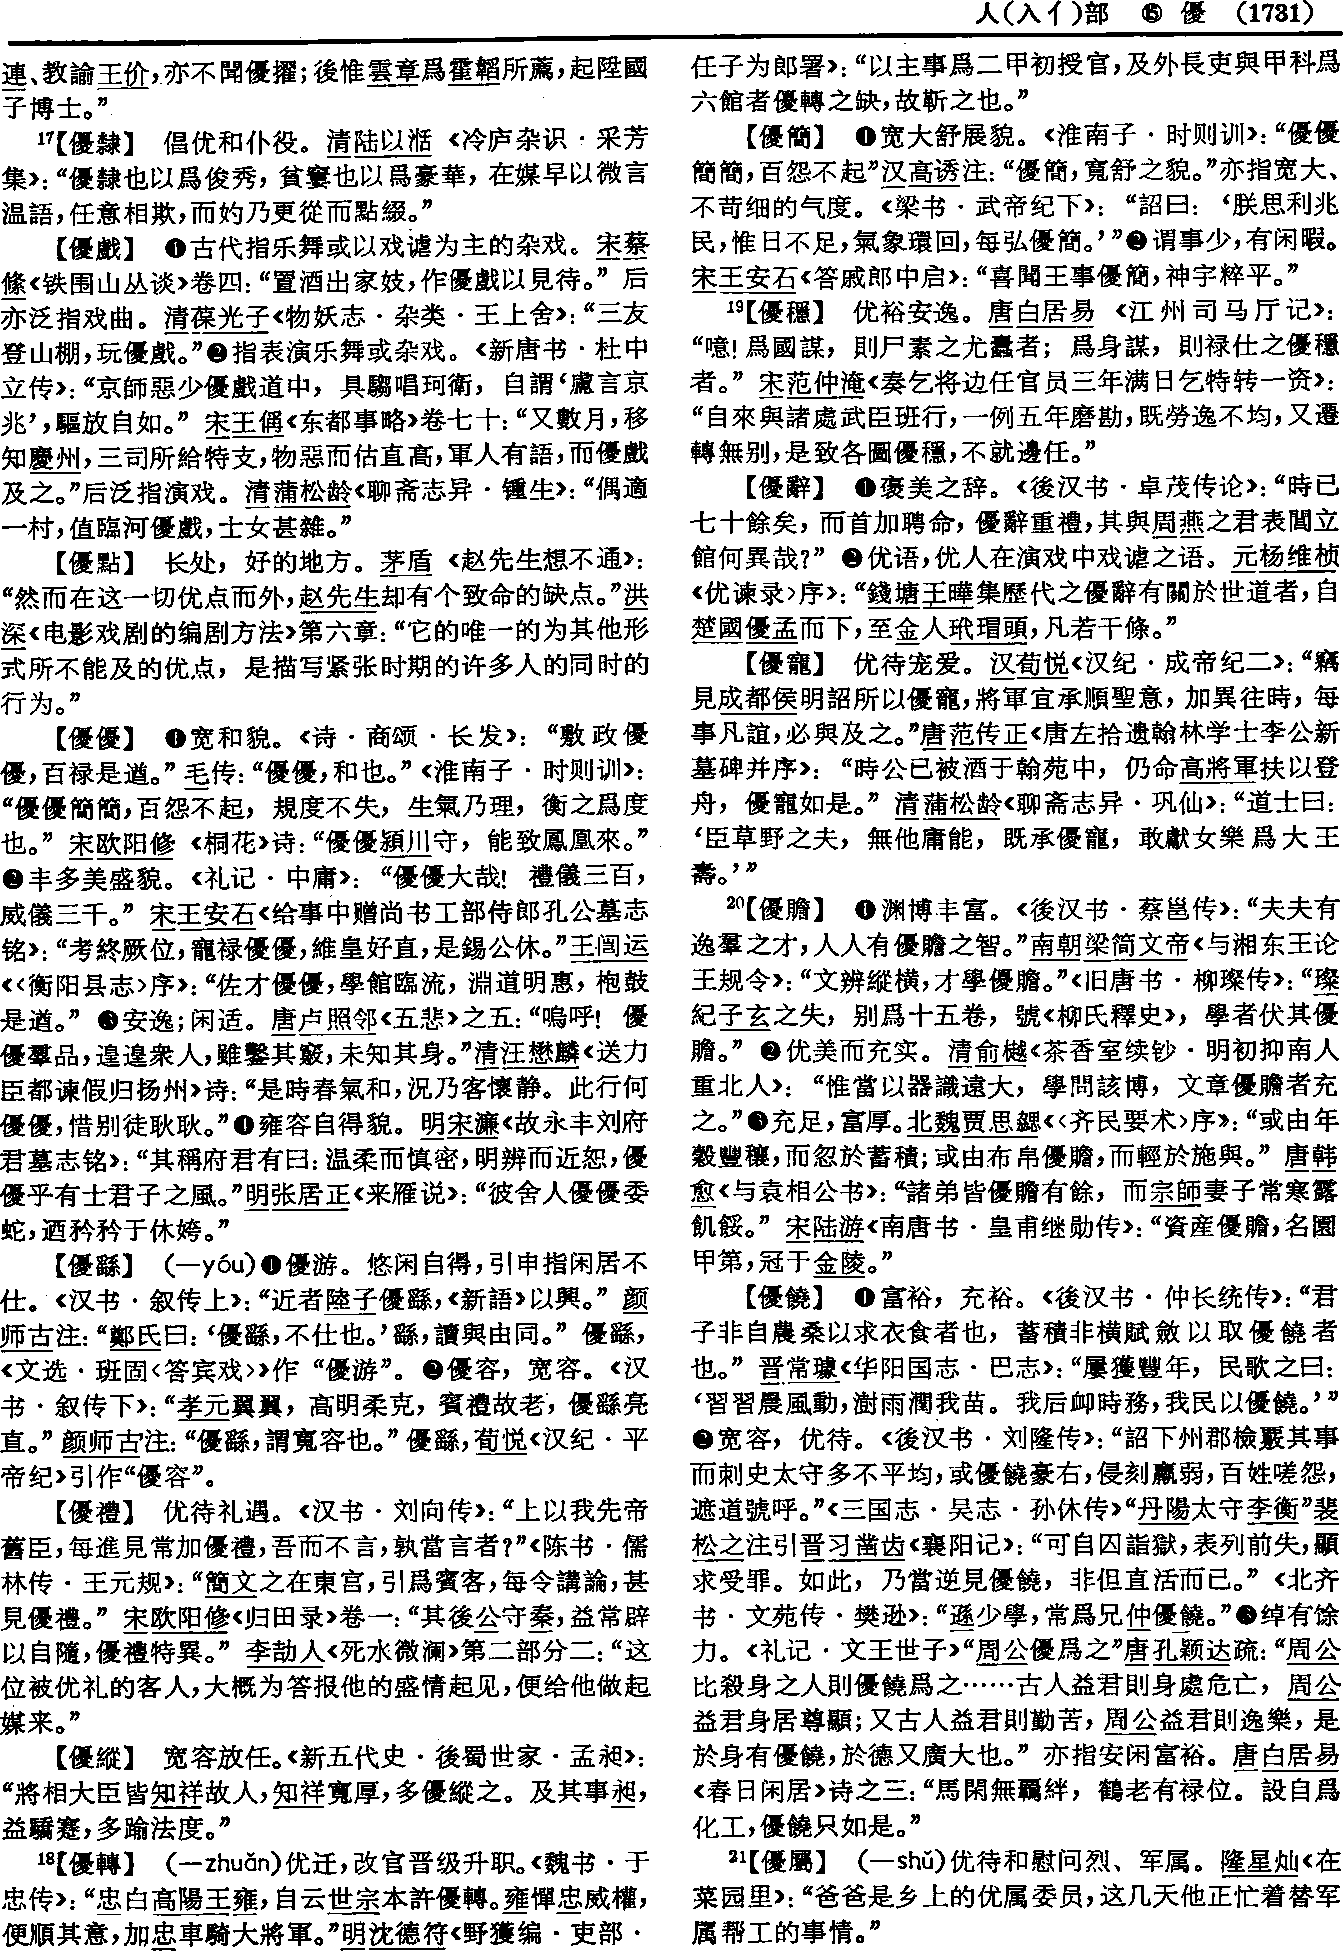 人(入亻)部 ⑮ 優 (1731)
連、教諭王价,亦不聞優擢;後惟雲章爲霍韜所薦,起陞國
子博士。”
17【優隸】 倡优和仆役。清陆以湉《冷庐杂识·采芳
集》:“優隸也以爲俊秀,貧窶也以爲豪華,在媒早以微言
温語,任意相欺,而妁乃更從而點綴。”
【優戲】 ❶古代指乐舞或以戏谑为主的杂戏。宋蔡
絛《铁围山丛谈》卷四:“置酒出家妓,作優戲以見待。” 后
亦泛指戏曲。清葆光子《物妖志·杂类·王上舍》:“三友
登山棚,玩優戲。”❷指表演乐舞或杂戏。《新唐书·杜中
立传》:“京師惡少優戲道中,具騶唱珂衛,自謂‘盧言京
兆’,驅放自如。” 宋王偁《东都事略》卷七十:“又數月,移
知慶州,三司所給特支,物惡而估直高,軍人有語,而優戲
及之。”后泛指演戏。清蒲松龄《聊斋志异·锺生》:“偶適
一村,值臨河優戲,士女甚雜。”
【優點】 长处,好的地方。茅盾《赵先生想不通》:
“然而在这一切优点而外,赵先生却有个致命的缺点。”洪
深《电影戏剧的编剧方法》第六章:“它的唯一的为其他形
式所不能及的优点,是描写紧张时期的许多人的同时的
行为。”
【優優】 ❶宽和貌。《诗·商颂·长发》:“敷政優
優,百禄是遒。”毛传:“優優,和也。”《淮南子·时则训》:
“優優簡簡,百怨不起,規度不失,生氣乃理,衡之爲度
也。” 宋欧阳修《桐花》诗:“優優潁川守,能致鳳凰來。”
❷丰多美盛貌。《礼记·中庸》:“優優大哉!禮儀三百,
威儀三千。” 宋王安石《给事中赠尚书工部侍郎孔公墓志
铭》:“考終厥位,寵禄優優,維皇好直,是錫公休。”王闿运
《〈衡阳县志〉序》:“佐才優優,學館臨流,淵道明惠,枹鼓
是遒。” ❸安逸;闲适。唐卢照邻《五悲》之五:“嗚呼!優
優羣品,遑遑衆人,雖鑿其竅,未知其身。”清汪懋麟《送力
臣都谏假归扬州》诗:“是時春氣和,況乃客懷静。此行何
優優,惜别徒耿耿。”❹雍容自得貌。明宋濂《故永丰刘府
君墓志铭》:“其稱府君有曰:温柔而慎密,明辨而近恕,優
優乎有士君子之風。”明张居正《来雁说》:“彼舍人優優委
蛇,迺矜矜于休姱。”
【優繇】 (—yóu)❶優游。悠闲自得,引申指闲居不
仕。《汉书·叙传上》:“近者陸子優繇,《新語》以興。” 颜
师古注:“鄭氏曰:‘優繇,不仕也。’繇,讀與由同。” 優繇,
《文选·班固〈答宾戏〉》作“優游”。❷優容,宽容。《汉
书·叙传下》:“孝元翼翼,高明柔克,賓禮故老,優繇亮
直。”颜师古注:“優繇,謂寬容也。”優繇,荀悦《汉纪·平
帝纪》引作“優容”。
【優禮】 优待礼遇。《汉书·刘向传》:“上以我先帝
舊臣,每進見常加優禮,吾而不言,孰當言者?”《陈书·儒
林传·王元规》:“簡文之在東宫,引爲賓客,每令講論,甚
見優禮。” 宋欧阳修《归田录》卷一:“其後公守秦,益常辟
以自隨,優禮特異。” 李劼人《死水微澜》第二部分二:“这
位被优礼的客人,大概为答报他的盛情起见,便给他做起
媒来。”
【優縱】 宽容放任。《新五代史·後蜀世家·孟昶》:
“將相大臣皆知祥故人,知祥寬厚,多優縱之。及其事昶,
益驕蹇,多踰法度。”
18【優轉】 (—zhuǎn)优迁,改官晋级升职。《魏书·于
忠传》:“忠白高陽王雍,自云世宗本許優轉。雍憚忠威權,
便順其意,加忠車騎大將軍。”明沈德符《野獲编·吏部·
任子为郎署》:“以主事爲二甲初授官,及外長吏與甲科爲
六館者優轉之缺,故靳之也。”
【優簡】 ❶宽大舒展貌。《淮南子·时则训》:“優優
簡簡,百怨不起”汉高诱注:“優簡,寬舒之貌。”亦指宽大、
不苛细的气度。《梁书·武帝纪下》:“詔曰:‘朕思利兆
民,惟日不足,氣象環回,每弘優簡。’”❷谓事少,有闲暇。
宋王安石《答戚郎中启》:“喜聞王事優簡,神宇粹平。”
19【優穩】 优裕安逸。唐白居易《江州司马厅记》:
“噫!爲國謀,則尸素之尤蠹者;爲身謀,則禄仕之優穩
者。” 宋范仲淹《奏乞将边任官员三年满日乞特转一资》:
“自來與諸處武臣班行,一例五年磨勘,既勞逸不均,又遷
轉無别,是致各圖優穩,不就邊任。”
【優辭】 ❶褒美之辞。《後汉书·卓茂传论》:“時已
七十餘矣,而首加聘命,優辭重禮,其與周燕之君表閭立
館何異哉?” ❷优语,优人在演戏中戏谑之语。元杨维桢
《优谏录〉序》:“錢塘王曄集歷代之優辭有關於世道者,自
楚國優孟而下,至金人玳瑁頭,凡若干條。”
【優寵】 优待宠爱。汉荀悦《汉纪·成帝纪二》:“竊
見成都侯明詔所以優寵,將軍宜承順聖意,加異往時,每
事凡誼,必與及之。”唐范传正《唐左拾遗翰林学士李公新
墓碑并序》:“時公已被酒于翰苑中,仍命高將軍扶以登
舟,優寵如是。” 清蒲松龄《聊斋志异·巩仙》:“道士曰:
‘臣草野之夫,無他庸能,既承優寵,敢獻女樂爲大王
壽。’”
20【優贍】 ❶渊博丰富。《後汉书·蔡邕传》:“夫夫有
逸羣之才,人人有優贍之智。”南朝梁简文帝《与湘东王论
王规令》:“文辨縱横,才學優贍。”《旧唐书·柳璨传》:“璨
紀子玄之失,别爲十五卷,號《柳氏釋史》,學者伏其優
贍。” ❷优美而充实。清俞樾《茶香室续钞·明初抑南人
重北人》:“惟當以器識遠大,學問該博,文章優贍者充
之。”❸充足,富厚。北魏贾思勰《〈齐民要术〉序》:“或由年
穀豐穰,而忽於蓄積;或由布帛優贍,而輕於施與。” 唐韩
愈《与袁相公书》:“諸弟皆優贍有餘,而宗師妻子常寒露
飢餒。” 宋陆游《南唐书·皇甫继勋传》:“資産優贍,名園
甲第,冠于金陵。”
【優饒】 ❶富裕,充裕。《後汉书·仲长统传》:“君
子非自農桑以求衣食者也,蓄積非横賦斂以取優饒者
也。” 晋常璩《华阳国志·巴志》:“屢獲豐年,民歌之曰:
‘習習晨風動,澍雨潤我苗。我后卹時務,我民以優饒。’”
❷宽容,优待。《後汉书·刘隆传》:“詔下州郡檢覈其事
而刺史太守多不平均,或優饒豪右,侵刻羸弱,百姓嗟怨,
遮道號呼。”《三国志·吴志·孙休传》“丹陽太守李衡”裴
松之注引晋习凿齿《襄阳记》:“可自囚詣獄,表列前失,顯
求受罪。如此,乃當逆見優饒,非但直活而已。”《北齐
书·文苑传·樊逊》:“遜少學,常爲兄仲優饒。”❸绰有馀
力。《礼记·文王世子》“周公優爲之”唐孔颖达疏:“周公
比殺身之人則優饒爲之……古人益君則身處危亡,周公
益君身居尊顯;又古人益君則勤苦,周公益君則逸樂,是
於身有優饒,於德又廣大也。” 亦指安闲富裕。唐白居易
《春日闲居》诗之三:“馬閑無羈絆,鶴老有禄位。設自爲
化工,優饒只如是。”
21【優屬】 (—shǔ)优待和慰问烈、军属。隆星灿《在
菜园里》:“爸爸是乡上的优属委员,这几天他正忙着替军
属帮工的事情。”